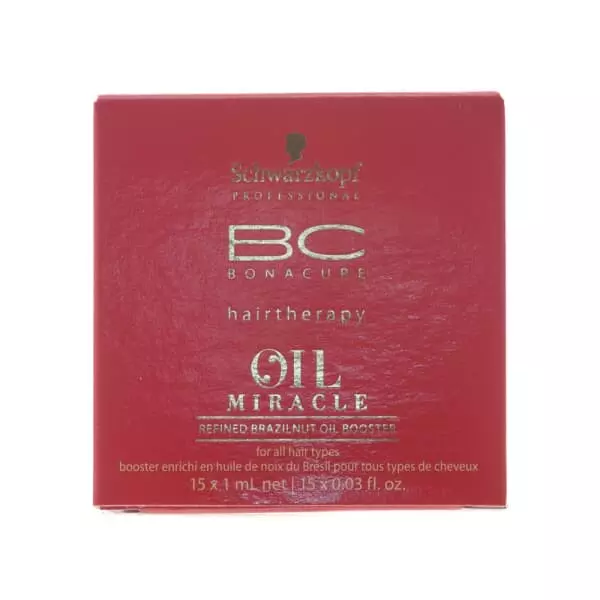 Schwarzkopf
PROFESSIONAL
BC
BONACURE
hairtherapy
OIL
MIRACLE
REFINED BRAZILNUT OIL BOOSTER
for all hair types
booster enrichi en huile de noix du Brésil pour tous types de cheveux
15 x 1 mL net | 15 x 0.03 fl. oz.